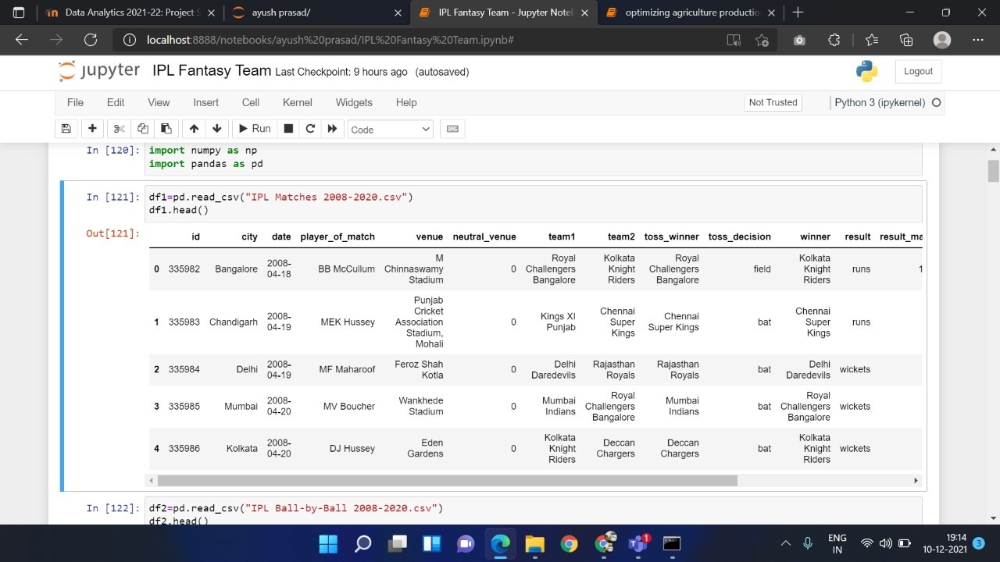 Data Analytics 2021-22: Project S
ayush prasad/
IPL Fantasy Team - Jupyter Note
optimizing agriculture productio
localhost:8888/notebooks/ayush%20prasad/IPL%20Fantasy%20Team.ipynb#
jupyter IPL Fantasy Team Last Checkpoint: 9 hours ago (autosaved)
Logout
File Edit View Insert Cell Kernel Widgets Help
Not Trusted
Python 3 (ipykernel)
Run
Code
In [120]: import numpy as np
import pandas as pd
In [121]: df1=pd.read_csv("IPL Matches 2008-2020.csv")
df1.head()
Out[121]:
id city date player_of_match venue neutral_venue team1 team2 toss_winner toss_decision winner result result_ma
0 335982 Bangalore 2008-04-18 BB McCullum M Chinnaswamy Stadium 0 Royal Challengers Bangalore Kolkata Knight Riders Royal Challengers Bangalore field Kolkata Knight Riders runs 1
1 335983 Chandigarh 2008-04-19 MEK Hussey Punjab Cricket Association Stadium, Mohali 0 Kings XI Punjab Chennai Super Kings Chennai Super Kings bat Chennai Super Kings runs
2 335984 Delhi 2008-04-19 MF Maharoof Feroz Shah Kotla 0 Delhi Daredevils Rajasthan Royals Rajasthan Royals bat Delhi Daredevils wickets
3 335985 Mumbai 2008-04-20 MV Boucher Wankhede Stadium 0 Mumbai Indians Royal Challengers Bangalore Mumbai Indians bat Royal Challengers Bangalore wickets
4 335986 Kolkata 2008-04-20 DJ Hussey Eden Gardens 0 Kolkata Knight Riders Deccan Chargers Deccan Chargers bat Kolkata Knight Riders wickets
In [122]: df2=pd.read_csv("IPL Ball-by-Ball 2008-2020.csv")
df2.head()
1
ENG
IN
19:14
10-12-2021
3